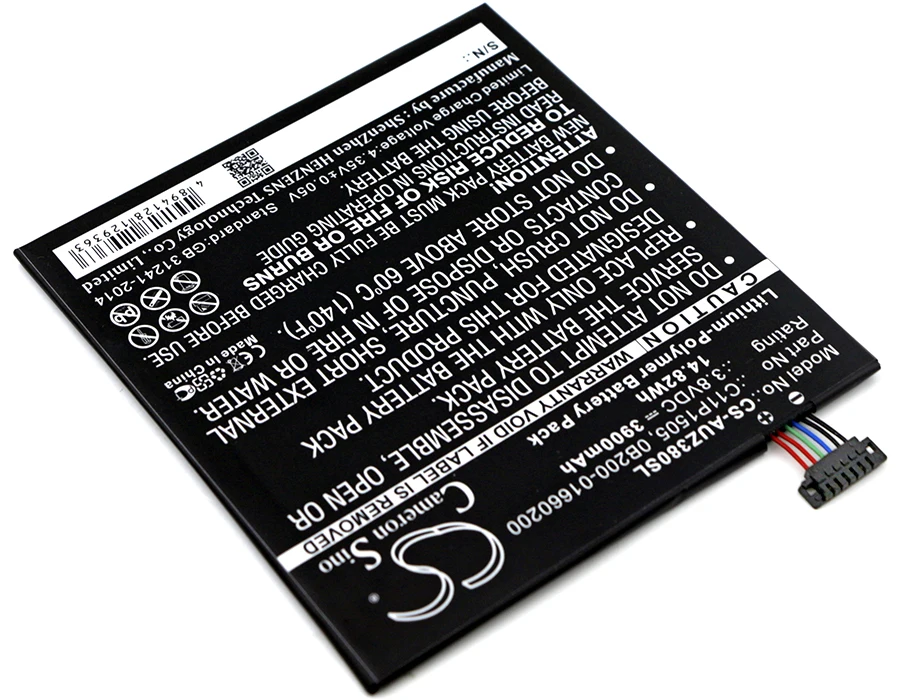 Cameron Sino
Model No.: CS-AUZ380SL
Part No. : C11P1505 0B200-01660200
Rating : 3.8VDC ⎓ 3900mAh
14.82Wh
Lithium-Polymer Battery Pack
CAUTION WARRANTY VOID IF LABEL IS REMOVED
• DO NOT ATTEMPT TO DISASSEMBLE, OPEN OR
SERVICE THE BATTERY PACK
• REPLACE ONLY WITH THE BATTERY
DESIGNATED FOR THIS PRODUCT
• DO NOT CRUSH, PUNCTURE, SHORT EXTERNAL
CONTACTS OR DISPOSE OF IN FIRE OR WATER.
• DO NOT STORE ABOVE 60°C (140°F).
ATTENTION!
NEW BATTERY PACK MUST BE FULLY CHARGED BEFORE USE.
TO REDUCE RISK OF FIRE OR BURNS
READ INSTRUCTIONS IN OPERATING GUIDE
BEFORE USING THE BATTERY.
Made in China
Limited Charge Voltage:4.35V±0.05V Standard:GB 31241-2014
Manufacture by :ShenZhen HENZENS Technology Co., Limited
S/N.:
4 894128 129363